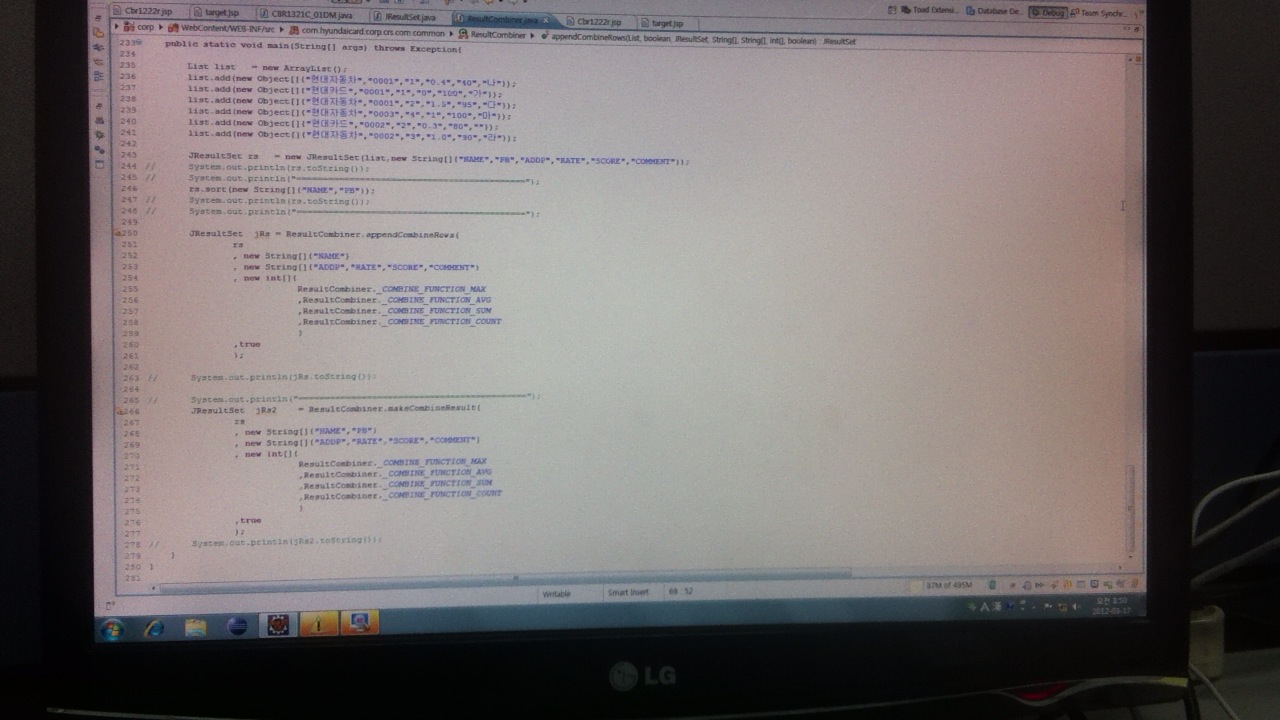 Cbr1222r.jsp target.jsp CBR1321C_01DM.java JResultSet.java ResultCombiner.java Cbr1222r.jsp target.jsp Toad Extensi... Database De... Debug Team Synchr...
corp WebContent/WEB-INF/src com.hyundaicard.corp.crs.com.common ResultCombiner appendCombineRows(List, boolean, JResultSet, String[], String[], int[], boolean) : JResultSet
233 public static void main(String[] args) throws Exception{
234
235 List list = new ArrayList();
236 list.add(new Object[]{"현대자동차","0001","1","0.4","40","나"});
237 list.add(new Object[]{"현대카드","0001","1","0","100","가"});
238 list.add(new Object[]{"현대자동차","0001","2","1.5","95","다"});
239 list.add(new Object[]{"현대자동차","0003","4","1","100","마"});
240 list.add(new Object[]{"현대카드","0002","2","0.3","80",""});
241 list.add(new Object[]{"현대자동차","0002","3","1.0","90","라"});
242
243 JResultSet rs = new JResultSet(list,new String[]{"NAME","PB","ADDP","RATE","SCORE","COMMENT"});
244 // System.out.println(rs.toString());
245 // System.out.println("=============================================");
246 rs.sort(new String[]{"NAME","PB"});
247 // System.out.println(rs.toString());
248 // System.out.println("=============================================");
249
250 JResultSet jRs = ResultCombiner.appendCombineRows(
251 rs
252 , new String[]{"NAME"}
253 , new String[]{"ADDP","RATE","SCORE","COMMENT"}
254 , new int[]{
255 ResultCombiner._COMBINE_FUNCTION_MAX
256 ,ResultCombiner._COMBINE_FUNCTION_AVG
257 ,ResultCombiner._COMBINE_FUNCTION_SUM
258 ,ResultCombiner._COMBINE_FUNCTION_COUNT
259 }
260 ,true
261 );
262
263 // System.out.println(jRs.toString());
264
265 // System.out.println("=============================================");
266 JResultSet jRs2 = ResultCombiner.makeCombineResult(
267 rs
268 , new String[]{"NAME","PB"}
269 , new String[]{"ADDP","RATE","SCORE","COMMENT"}
270 , new int[]{
271 ResultCombiner._COMBINE_FUNCTION_MAX
272 ,ResultCombiner._COMBINE_FUNCTION_AVG
273 ,ResultCombiner._COMBINE_FUNCTION_SUM
274 ,ResultCombiner._COMBINE_FUNCTION_COUNT
275 }
276 ,true
277 );
278 // System.out.println(jRs2.toString());
279 }
280 }
281
Writable Smart Insert 69 : 52 87M of 495M
A 漢 오전 8:50
2012-03-17
LG